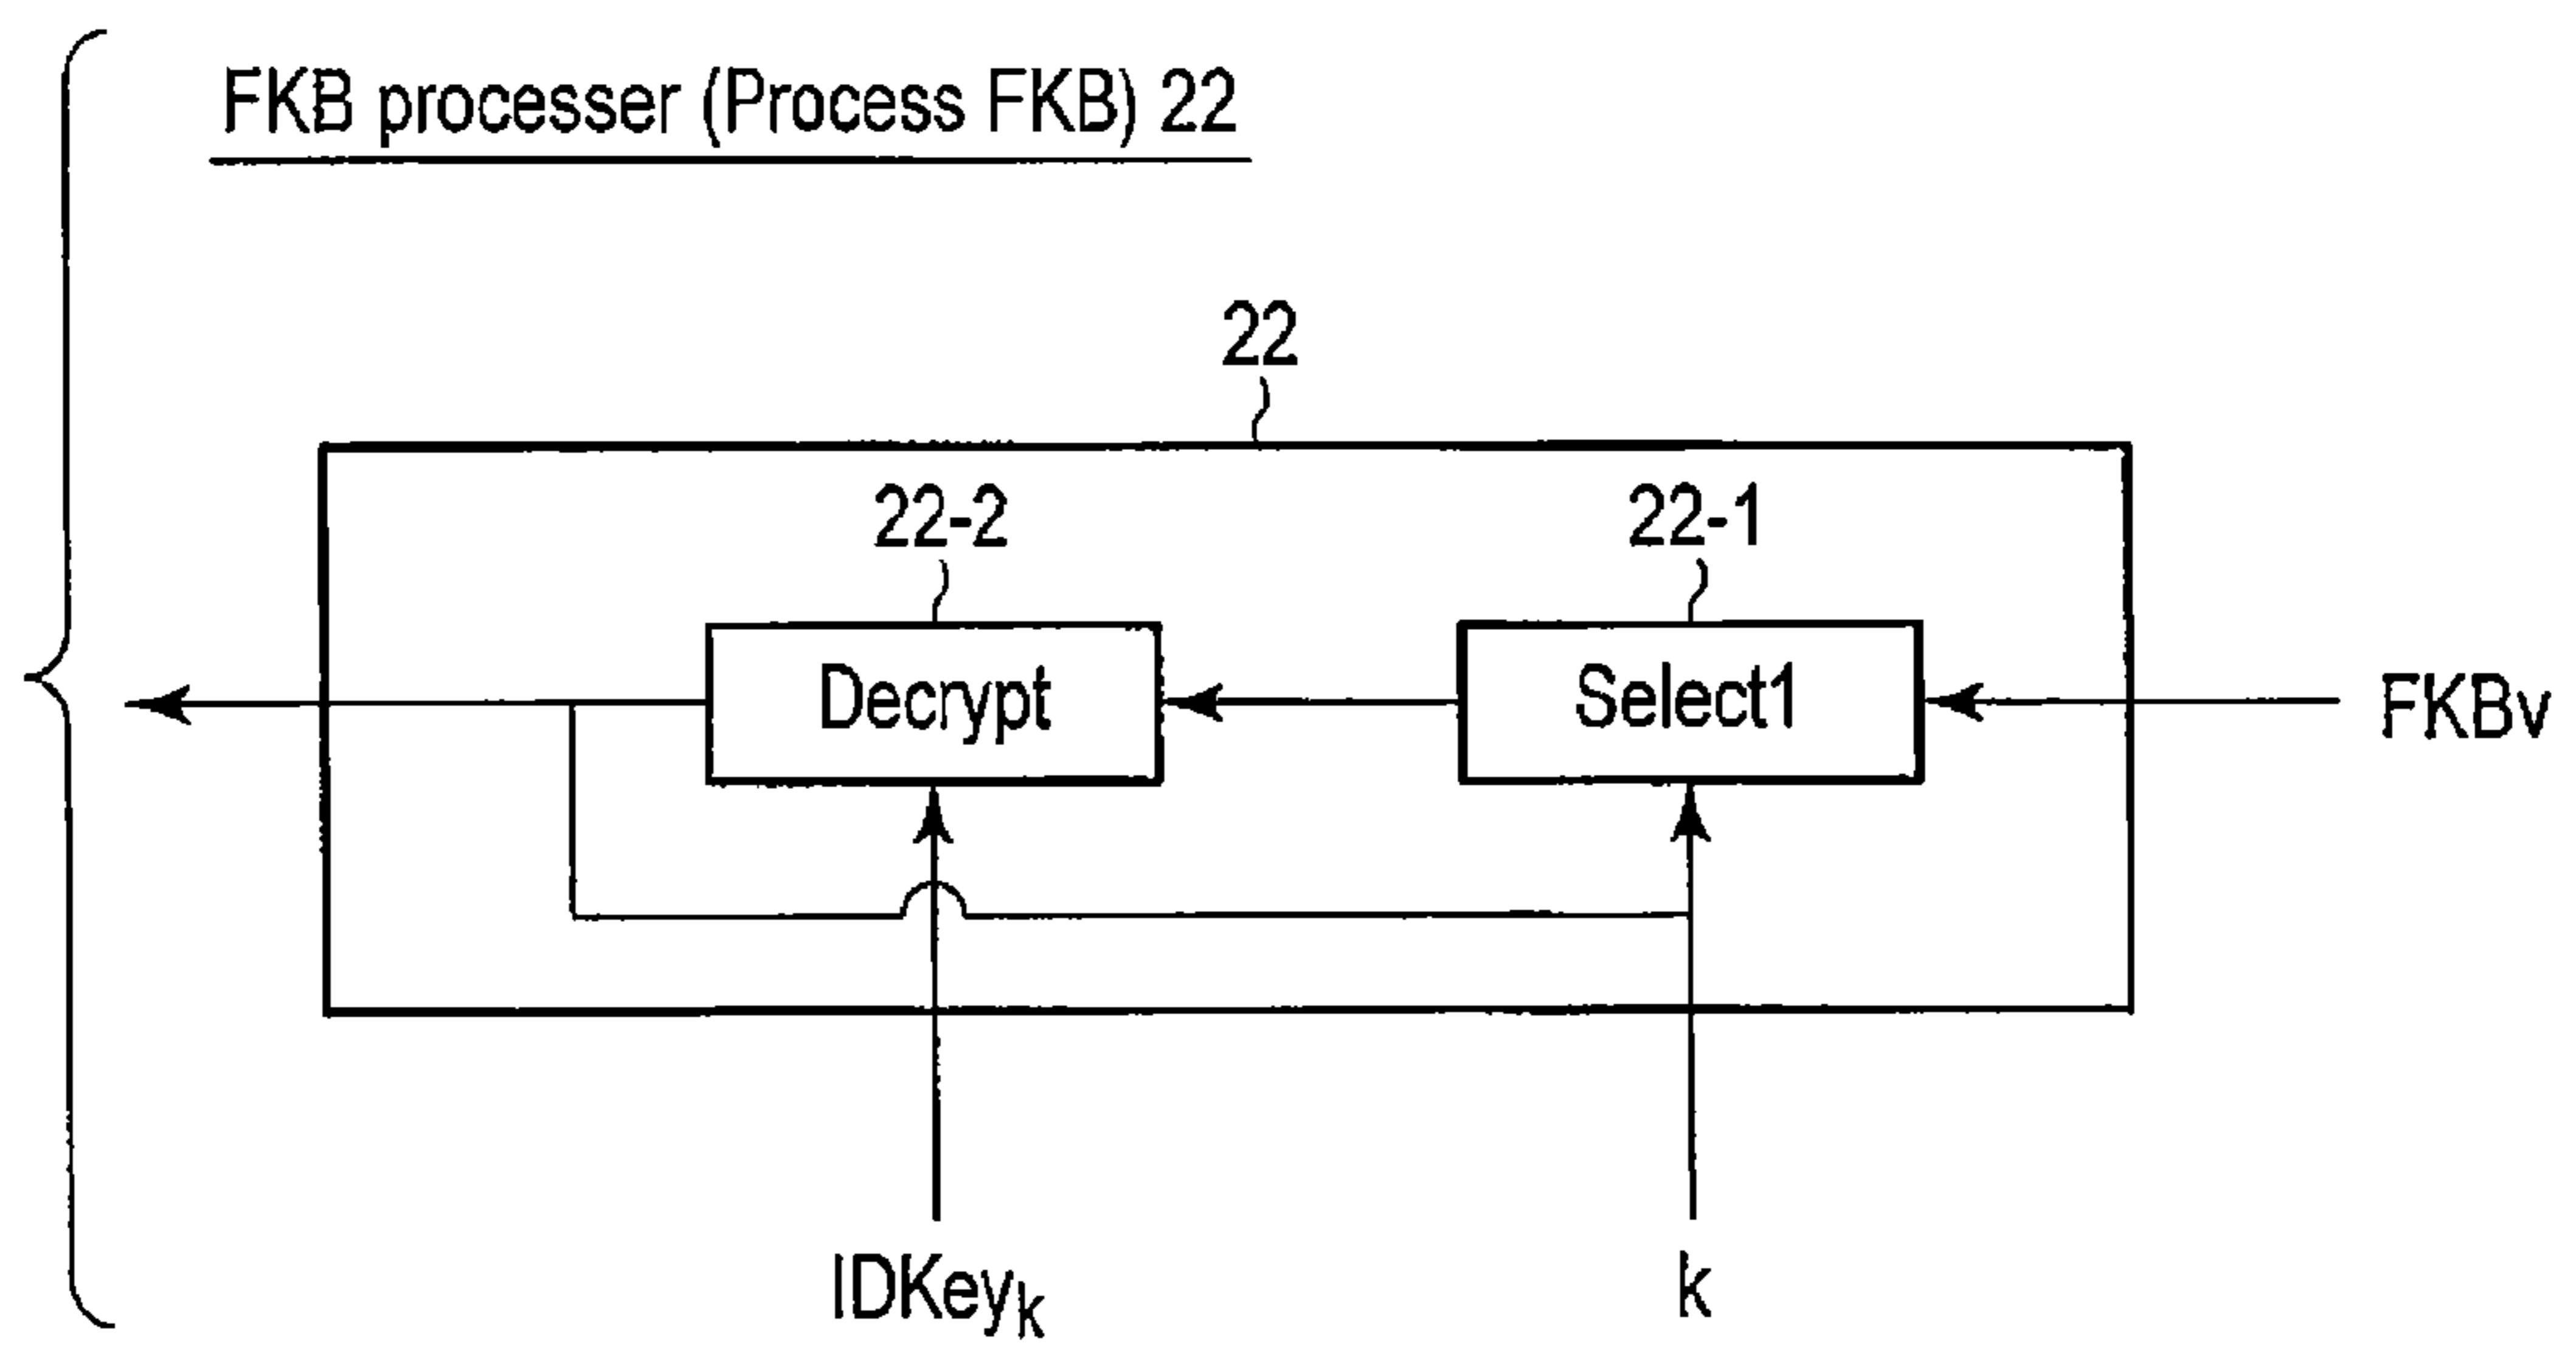 FKB processer (Process FKB) 22
22
22-2
22-1
Decrypt
Select1
FKBv
IDKeyk
k